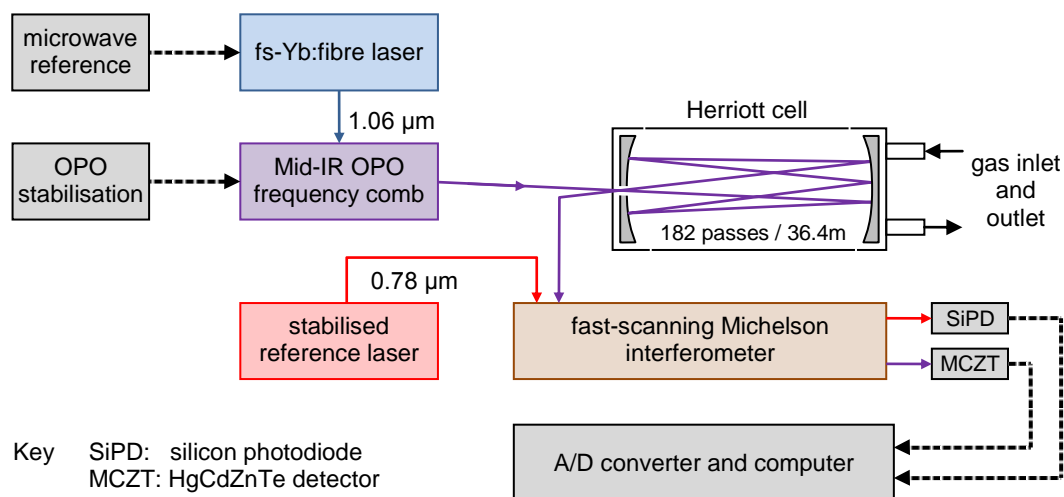 microwave
reference
fs-Yb:fibre laser
1.06 µm
Herriott cell
OPO
stabilisation
Mid-IR OPO
frequency comb
gas inlet
and
outlet
182 passes / 36.4m
0.78 µm
stabilised
reference laser
fast-scanning Michelson
interferometer
SiPD
MCZT
Key SiPD: silicon photodiode
MCZT: HgCdZnTe detector
A/D converter and computer